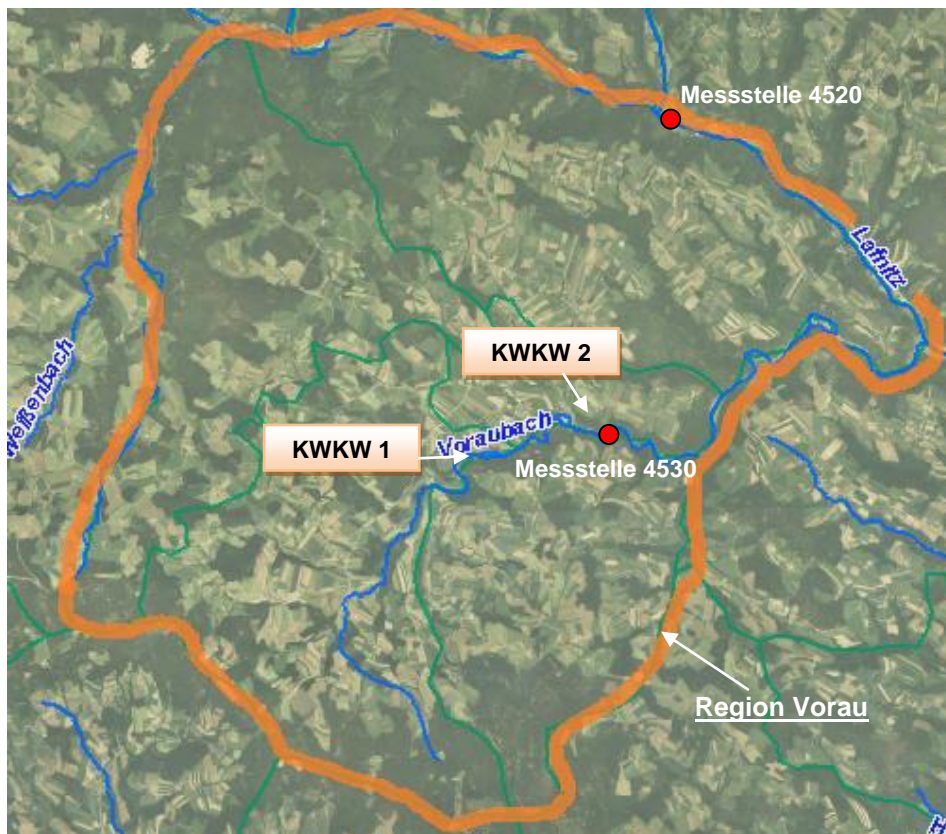 Messstelle 4520
Lafnitz
KWKW 2
Weißenbach
Voraubach
KWKW 1
Messstelle 4530
Region Vorau